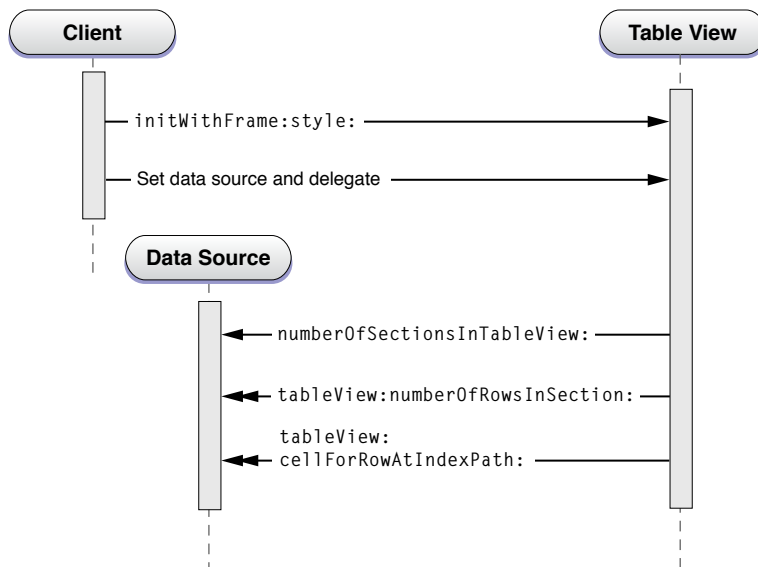 Client
Table View
initWithFrame:style:
Set data source and delegate
Data Source
numberOfSectionsInTableView:
tableView:numberOfRowsInSection:
tableView:
cellForRowAtIndexPath: